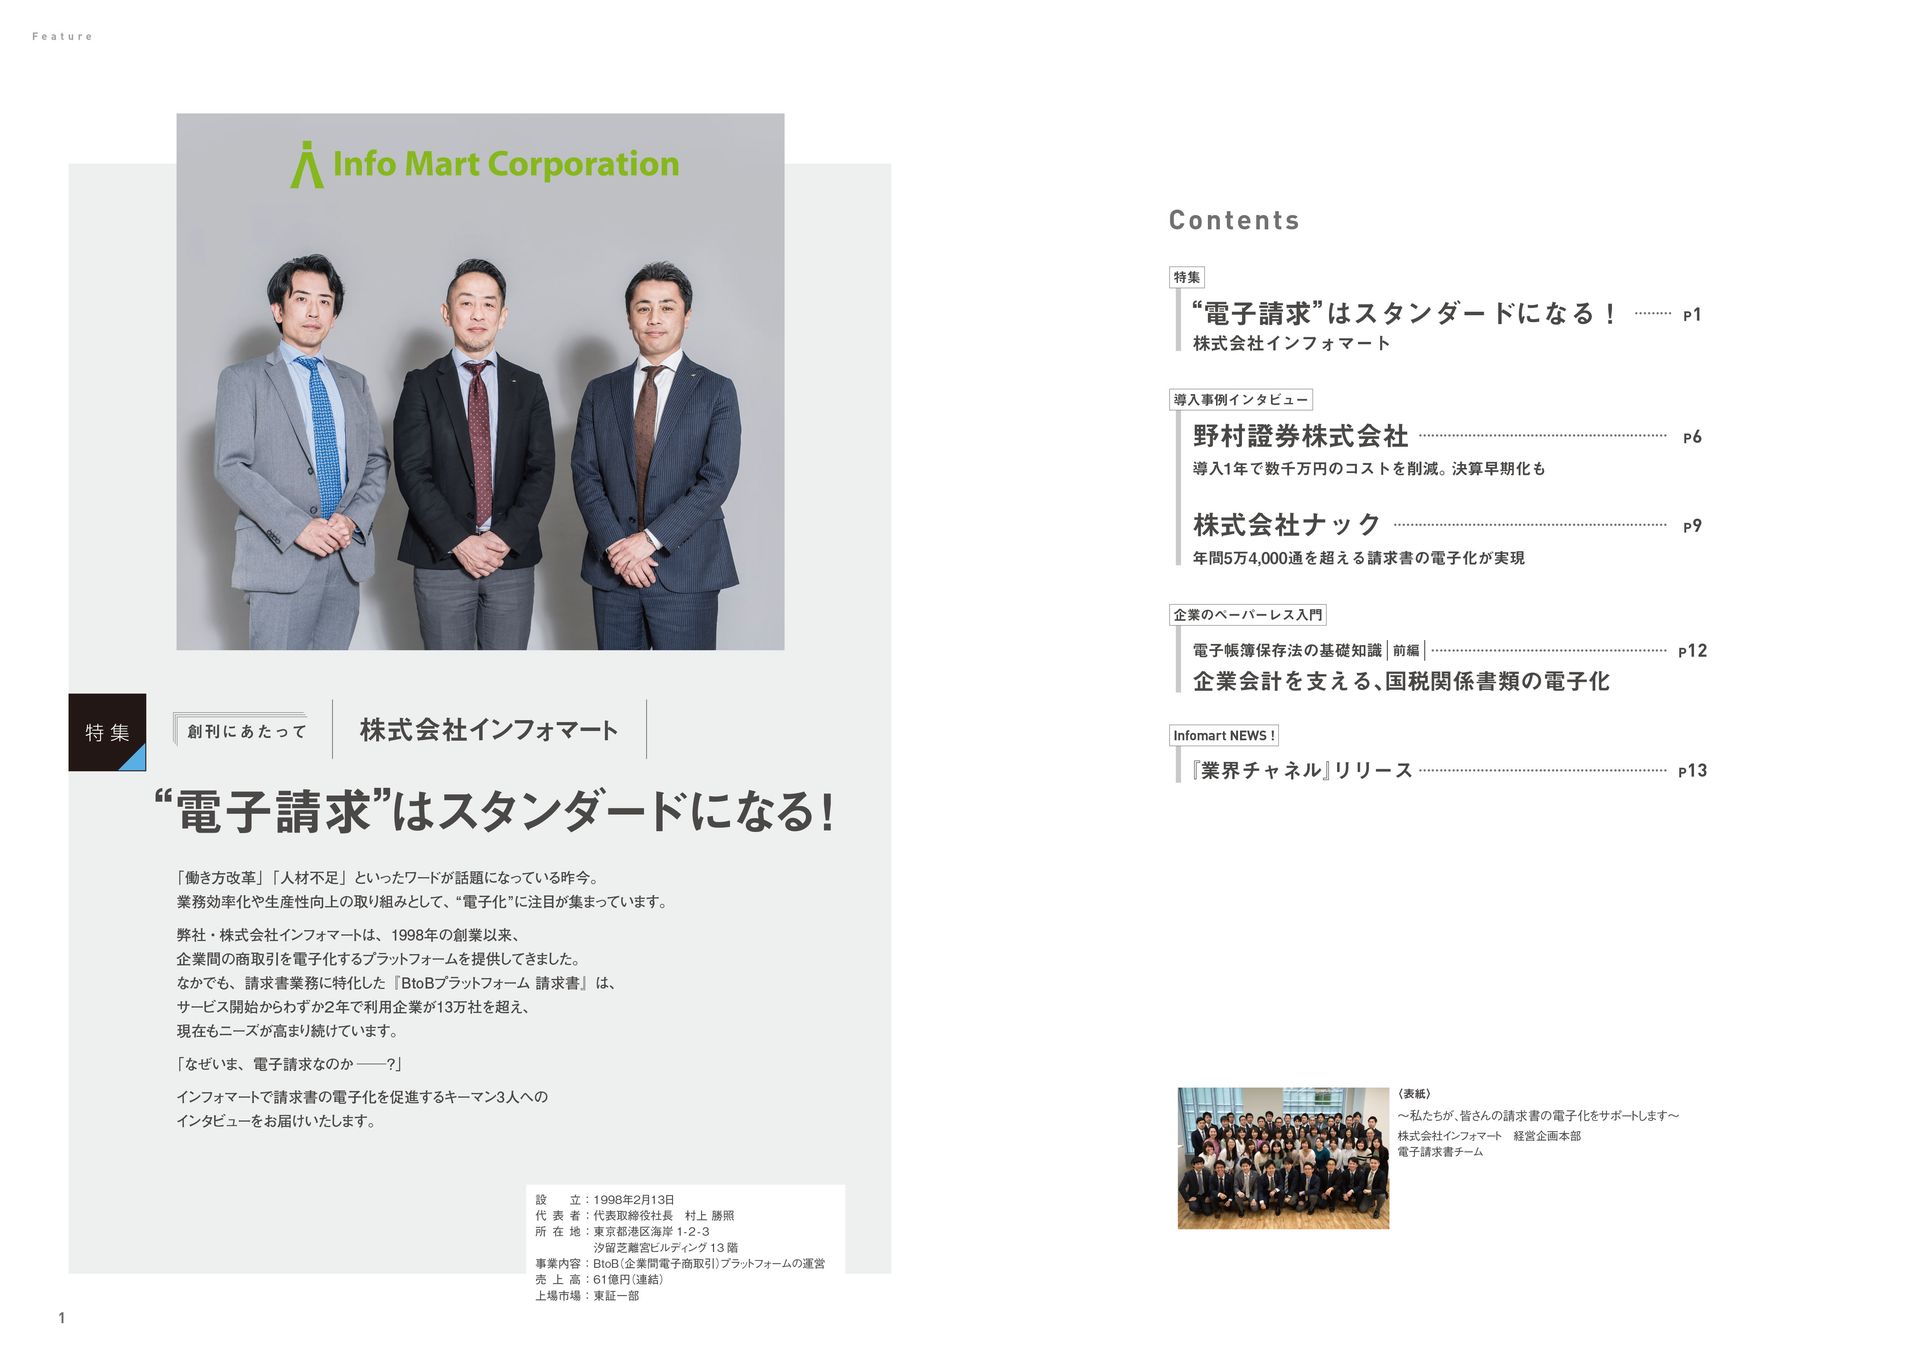 Feature
Info Mart Corporation
特集
創刊にあたって
株式会社インフォマート
“電子請求”はスタンダードになる！
「働き方改革」「人材不足」といったワードが話題になっている昨今。
業務効率化や生産性向上の取り組みとして、“電子化”に注目が集まっています。
弊社・株式会社インフォマートは、1998年の創業以来、
企業間の商取引を電子化するプラットフォームを提供してきました。
なかでも、請求書業務に特化した『BtoBプラットフォーム 請求書』は、
サービス開始からわずか2年で利用企業が13万社を超え、
現在もニーズが高まり続けています。
「なぜいま、電子請求なのか ――?」
インフォマートで請求書の電子化を促進するキーマン3人への
インタビューをお届けいたします。
設　立：1998年2月13日
代 表 者：代表取締役社長　村上 勝照
所 在 地：東京都港区海岸 1-2-3
汐留芝離宮ビルディング 13 階
事業内容：BtoB（企業間電子商取引）プラットフォームの運営
売 上 高：61億円（連結）
上場市場：東証一部
1
Contents
特集
“電子請求”はスタンダードになる！ ……… P1
株式会社インフォマート
導入事例インタビュー
野村證券株式会社 ……… P6
導入1年で数千万円のコストを削減。決算早期化も
株式会社ナック ……… P9
年間5万4,000通を超える請求書の電子化が実現
企業のペーパーレス入門
電子帳簿保存法の基礎知識｜前編｜ ……… P12
企業会計を支える、国税関係書類の電子化
Infomart NEWS !
『業界チャネル』リリース ……… P13
〈表紙〉
～私たちが、皆さんの請求書の電子化をサポートします～
株式会社インフォマート　経営企画本部
電子請求書チーム